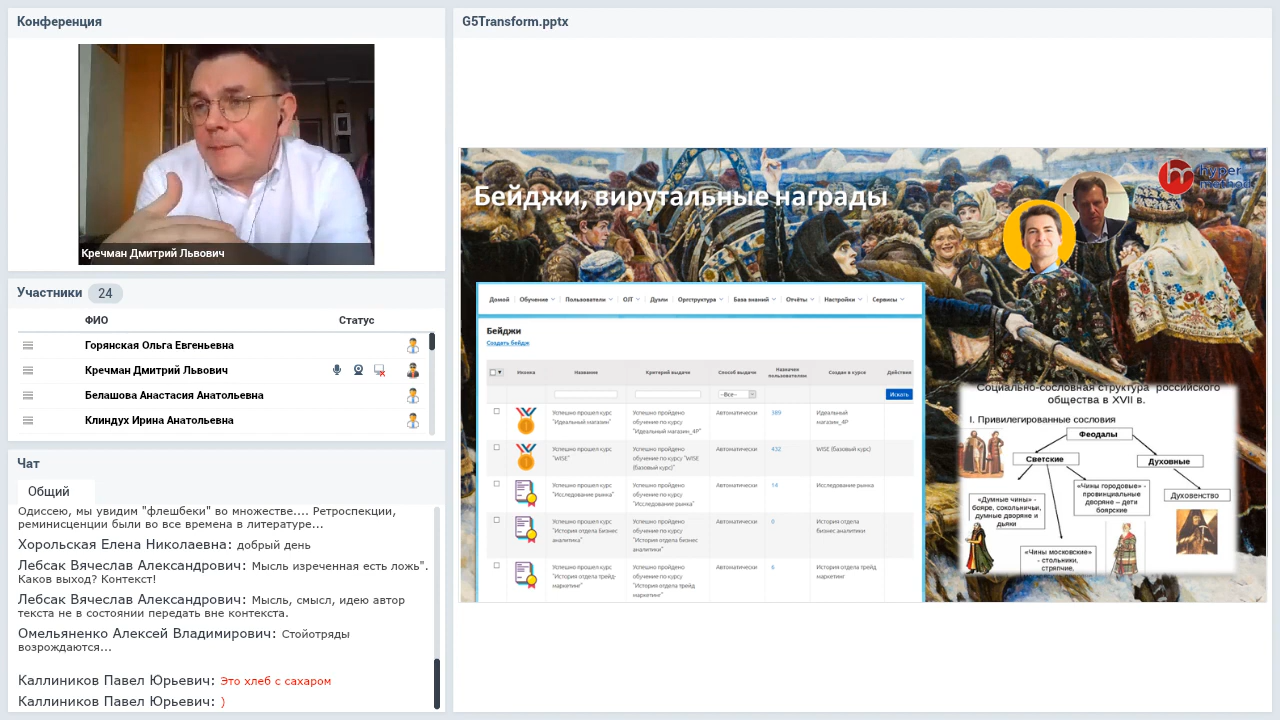 Конференция
Кречман Дмитрий Львович
Участники 24
ФИО Статус
Горянская Ольга Евгеньевна
Кречман Дмитрий Львович
Белашова Анастасия Анатольевна
Клиндух Ирина Анатольевна
Чат
Общий
Одиссею, мы увидим "флешбэки" во множестве.... Ретроспекции,
реминисценции были во все времена в литературе...
Хорольская Елена Николаевна: добрый день
Лебсак Вячеслав Александрович: Мысль изреченная есть ложь".
Каков выход? Контекст!
Лебсак Вячеслав Александрович: Мысль, смысл, идею автор
текста не в состоянии передать вне контекста.
Омельяненко Алексей Владимирович: Стойотряды
возрождаются...
Каллиников Павел Юрьевич: Это хлеб с сахаром
Каллиников Павел Юрьевич: )
G5Transform.pptx
Бейджи, вирутальные награды
hyper
method
Домой Обучение Пользователи OJT Дуэли Оргструктура База знаний Отчёты Настройки Сервисы
Бейджи
Создать бейдж
Иконка Название Критерий выдачи Способ выдачи Назначен пользователям Создан в курсе Действия
--Все-- Искать
Успешно прошел курс "Идеальный магазин" Успешно пройдено обучение по курсу "Идеальный магазин_4P" Автоматически 389 Идеальный магазин_4P
Успешно прошел курс "WISE" Успешно пройдено обучение по курсу "WISE (базовый курс)" Автоматически 432 WISE (базовый курс)
Успешно прошел курс "Исследование рынка" Успешно пройдено обучение по курсу "Исследование рынка" Автоматически 14 Исследование рынка
Успешно прошел курс "История отдела бизнес аналитика" Успешно пройдено обучение по курсу "История отдела бизнес аналитики" Автоматически 0 История отдела бизнес аналитики
Успешно прошел курс "История отдела трейд-маркетинг" Успешно пройдено обучение по курсу "История отдела трейд маркетинг" Автоматически 6 История отдела трейд маркетинг
Социально-сословная структура российского
общества в XVII в.
I. Привилегированные сословия
Феодалы
Светские
Духовные
«Думные чины» -
бояре, сокольничьи,
думные дворяне и
дьяки
«Чины городовые» -
провинциальные
дворяне – дети
боярские
Духовенство
«Чины московские»
- стольники,
стряпчие,